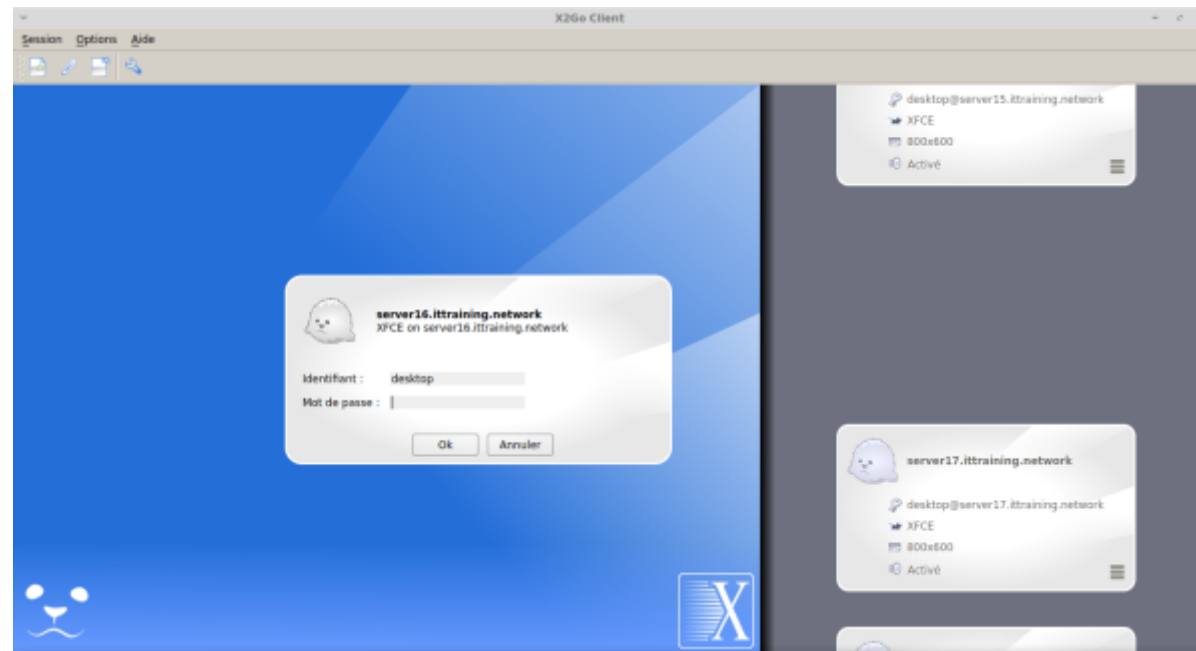 X2Go Client
Session Options Aide
server16.ittraining.network
XFCE on server16.ittraining.network
Identifiant : desktop
Mot de passe :
Ok Annuler
desktop@server15.ittraining.network
XFCE
800x600
Activé
server17.ittraining.network
desktop@server17.ittraining.network
XFCE
800x600
Activé
X